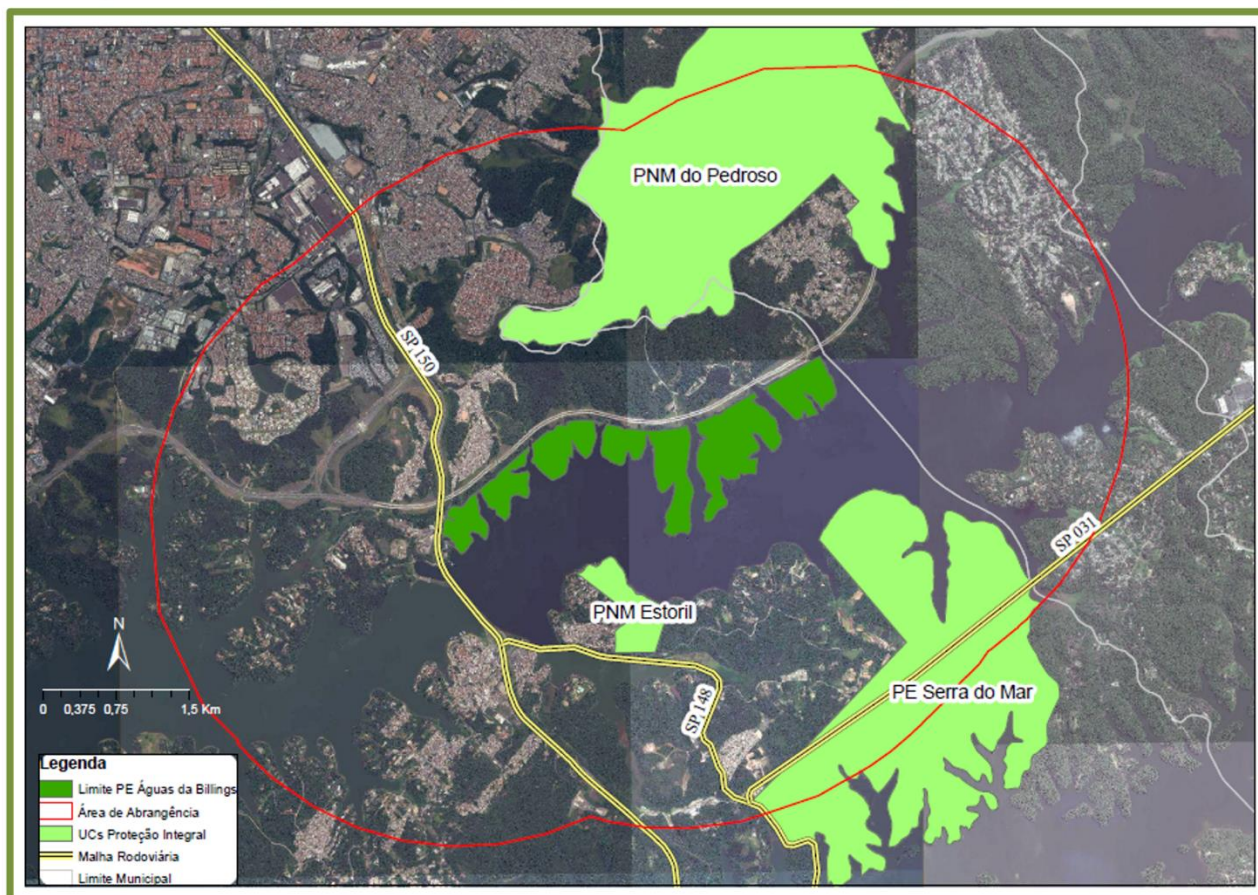 PNM do Pedroso
SP 150
SP 031
PNM Estoril
PE Serra do Mar
SP 148
N
0 0,375 0,75 1,5 Km
Legenda
Limite PE Águas da Billings
Área de Abrangência
UCs Proteção Integral
Malha Rodoviária
Limite Municipal